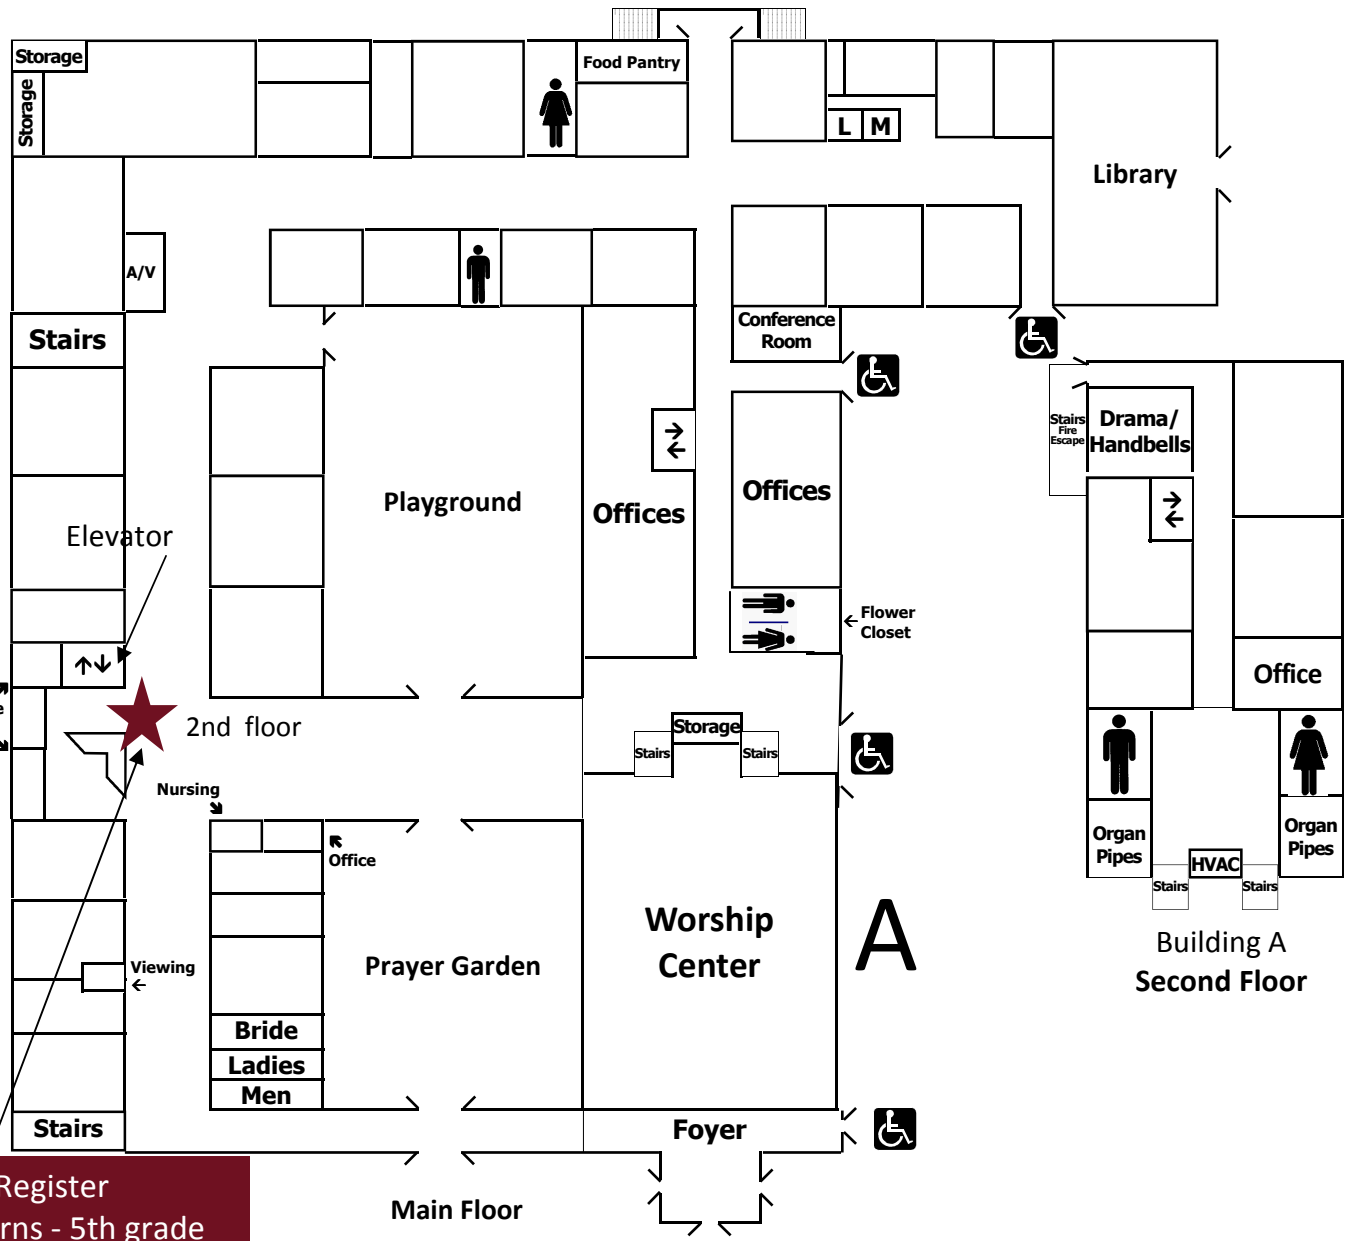 Storage
Storage
Food Pantry
L
M
Library
A/V
Stairs
Conference
Room
Stairs
Fire
Escape
Drama/
Handbells
Playground
Offices
Offices
Elevator
Flower
Closet
Office
2nd floor
Storage
Stairs
Stairs
Nursing
Office
Organ
Pipes
Organ
Pipes
HVAC
Stairs
Stairs
Worship
Center
A
Building A
Second Floor
Prayer Garden
Viewing
Bride
Ladies
Men
Stairs
Foyer
Register
- 5th grade
Main Floor